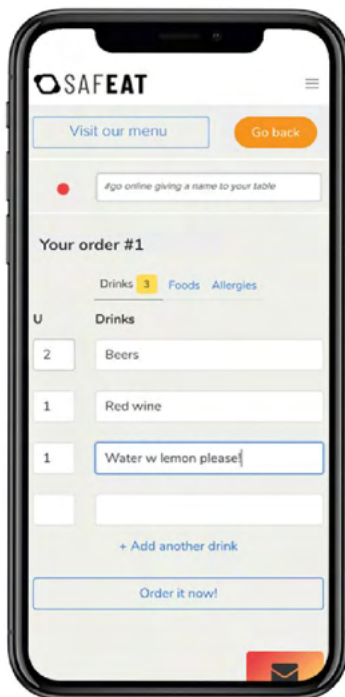 SAFEAT
Visit our menu
Go back
#go online giving a name to your table
Your order #1
Drinks 3 Foods Allergies
U Drinks
2 Beers
1 Red wine
1 Water w lemon please!
+ Add another drink
Order it now!